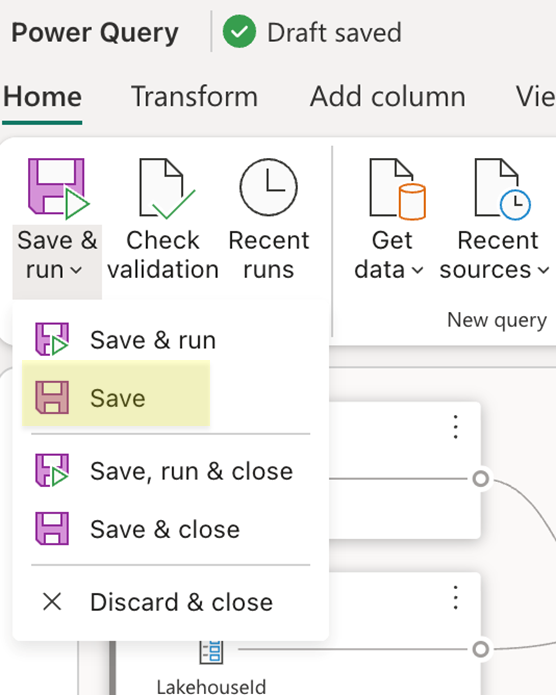 Power Query
Draft saved
Home
Transform
Add column
Vie
Save &
run
Check
validation
Recent
runs
Get
data
Recent
sources
New query
Save & run
Save
Save, run & close
Save & close
Discard & close
LakehouseId